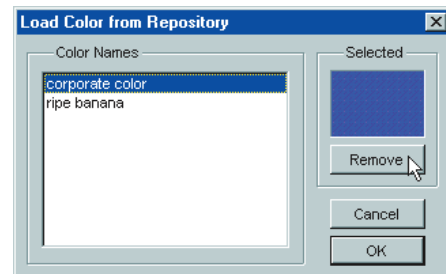 Load Color from Repository
Color Names
Selected
corporate color
ripe banana
Remove
Cancel
OK